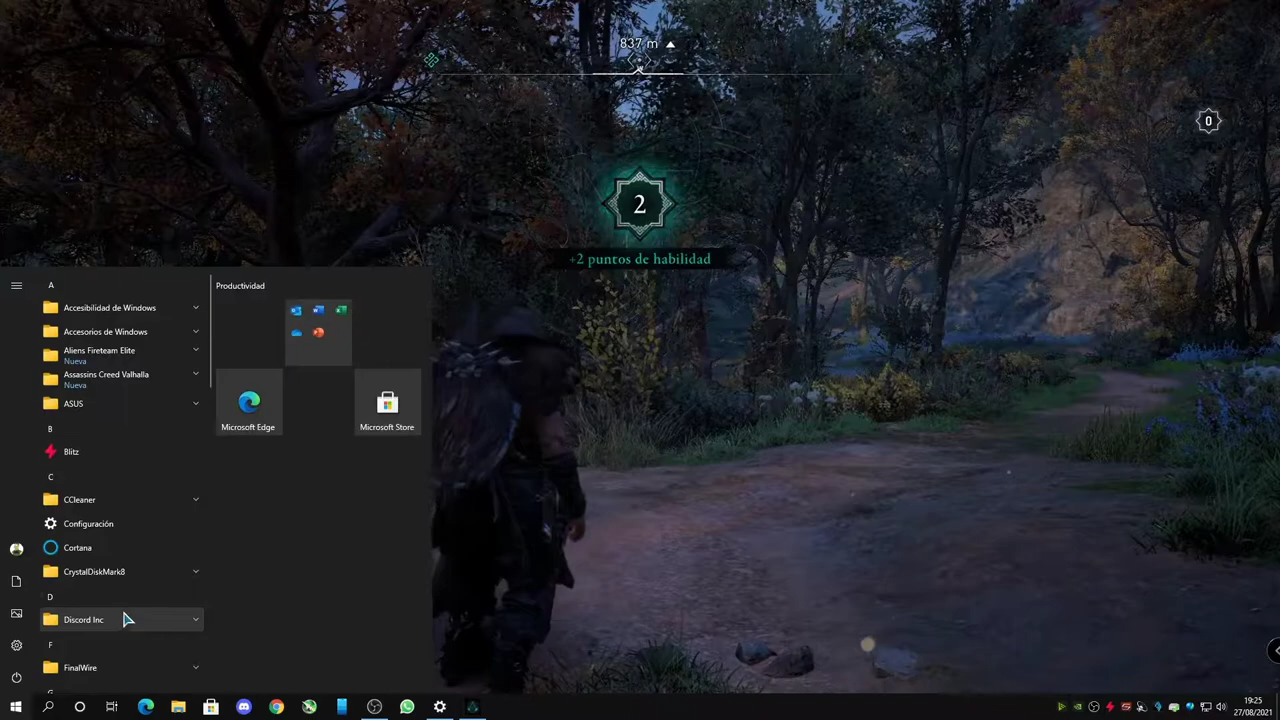 837 m
0
2
+2 puntos de habilidad
A
Accesibilidad de Windows
Accesorios de Windows
Aliens Fireteam Elite
Nueva
Assassins Creed Valhalla
Nueva
ASUS
B
Blitz
C
CCleaner
Configuración
Cortana
CrystalDiskMark8
D
Discord Inc
F
FinalWire
Productividad
Microsoft Edge
Microsoft Store
19:25
27/08/2021